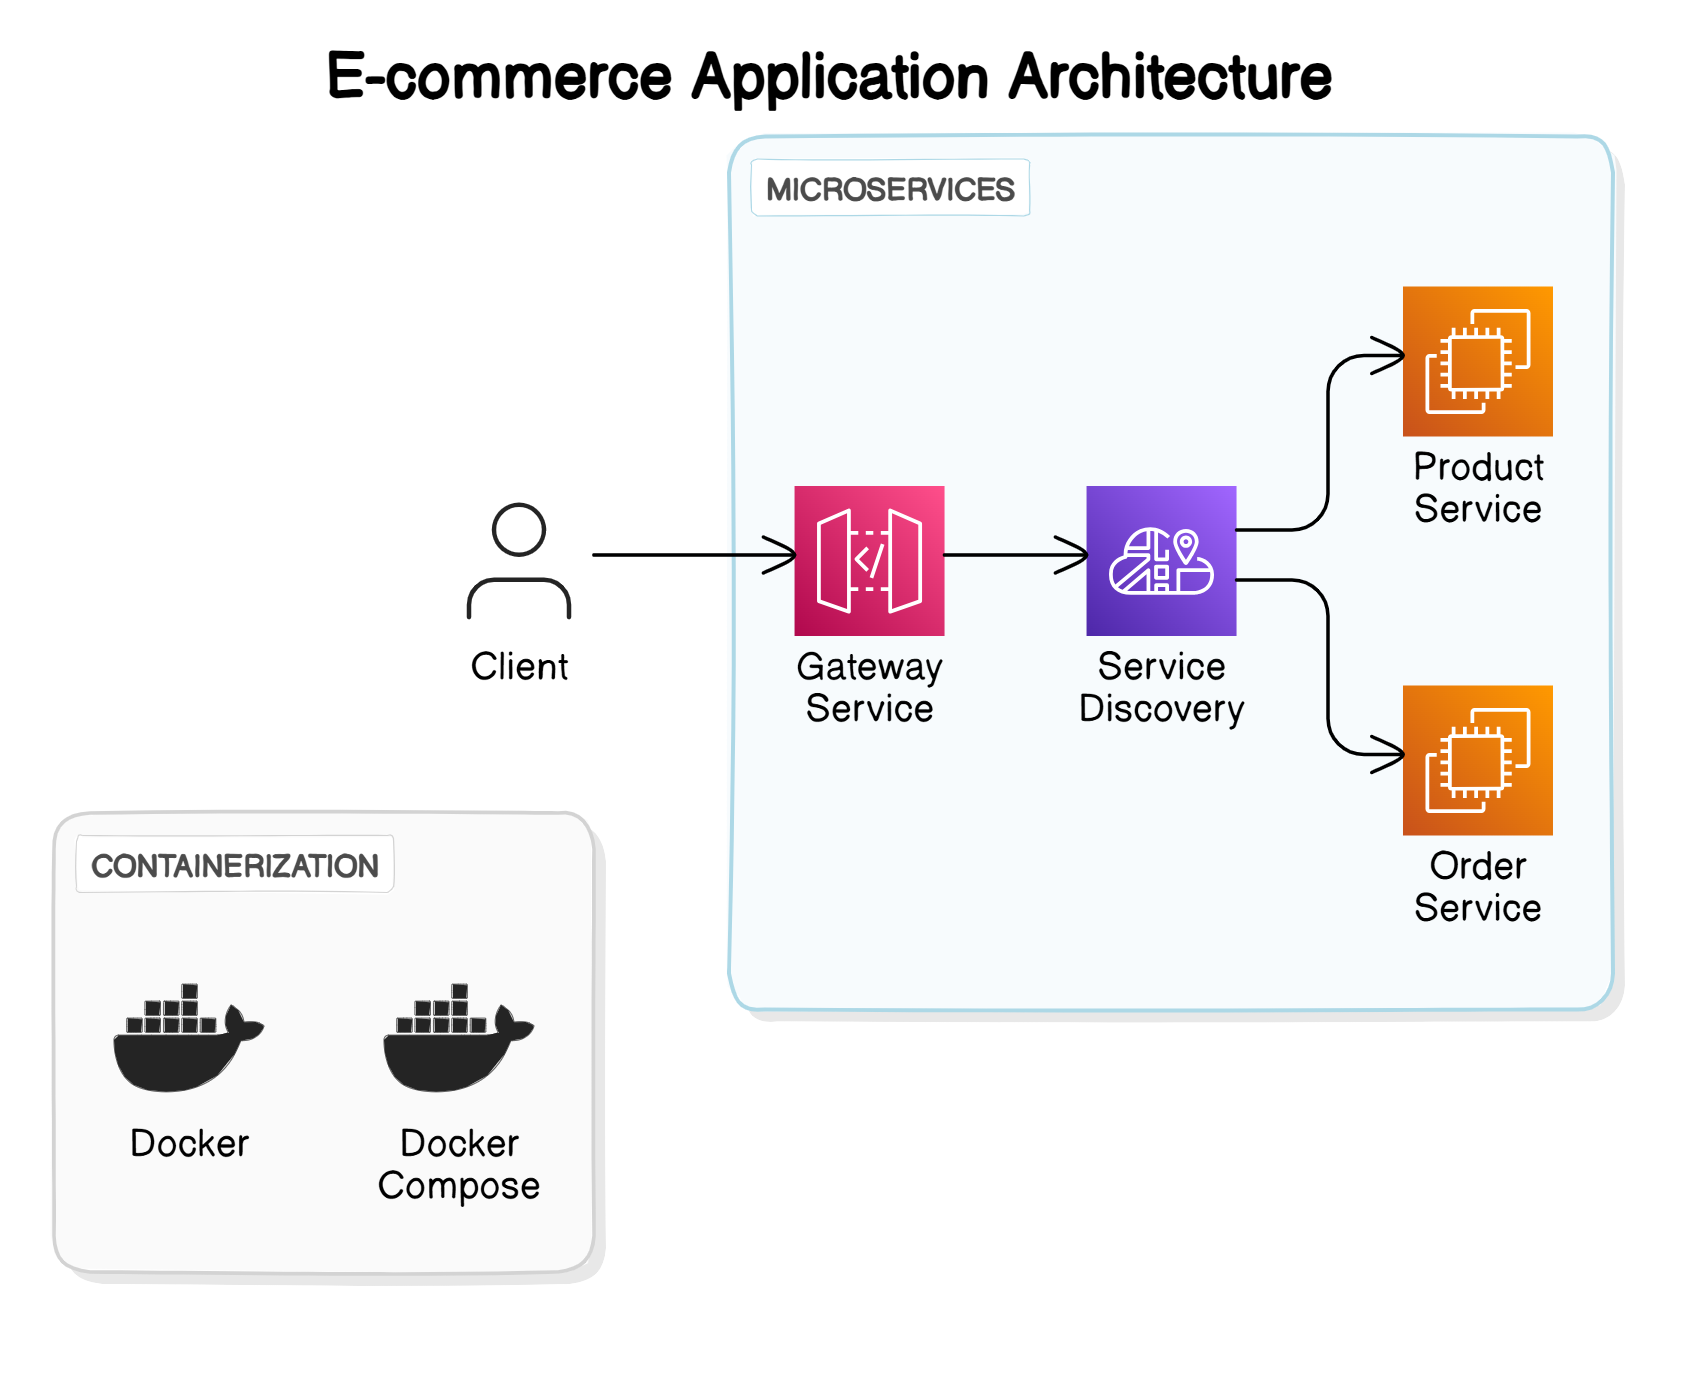 E-commerce Application Architecture
MICROSERVICES
Product
Service
Client
Gateway
Service
Service
Discovery
Order
Service
CONTAINERIZATION
Docker
Docker
Compose